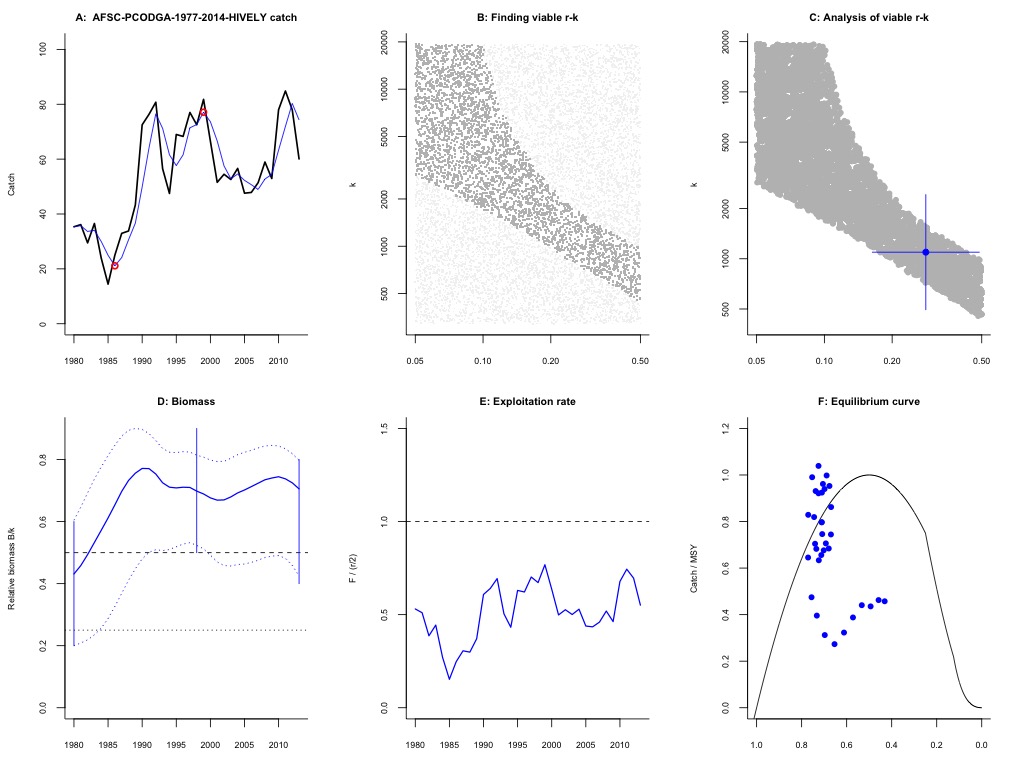 A: AFSC-PCODGA-1977-2014-HIVELY catch
Catch
0
20
40
60
80
100
1980 1985 1990 1995 2000 2005 2010
B: Finding viable r-k
k
500
1000
2000
5000
10000
20000
0.05 0.10 0.20 0.50
C: Analysis of viable r-k
k
500
1000
2000
5000
10000
20000
0.05 0.10 0.20 0.50
D: Biomass
Relative biomass B/k
0.0
0.2
0.4
0.6
0.8
1980 1985 1990 1995 2000 2005 2010
E: Exploitation rate
F / (r/2)
0.0
0.5
1.0
1.5
1980 1985 1990 1995 2000 2005 2010
F: Equilibrium curve
Catch / MSY
0.0
0.2
0.4
0.6
0.8
1.0
1.2
1.0 0.8 0.6 0.4 0.2 0.0